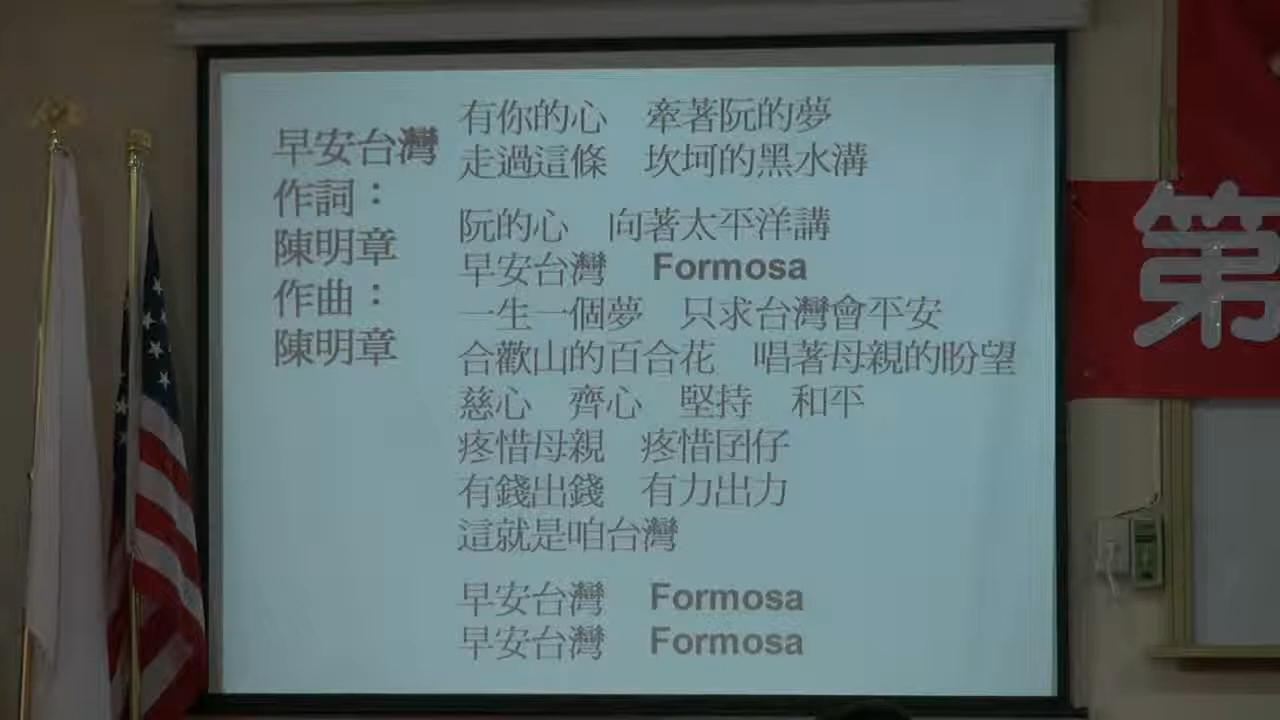 早安台灣
作詞：
陳明章
作曲：
陳明章
有你的心　牽著阮的夢
走過這條　坎坷的黑水溝
阮的心　向著太平洋講
早安台灣　Formosa
一生一個夢　只求台灣會平安
合歡山的百合花　唱著母親的盼望
慈心　齊心　堅持　和平
疼惜母親　疼惜囝仔
有錢出錢　有力出力
這就是咱台灣
早安台灣　Formosa
早安台灣　Formosa
第